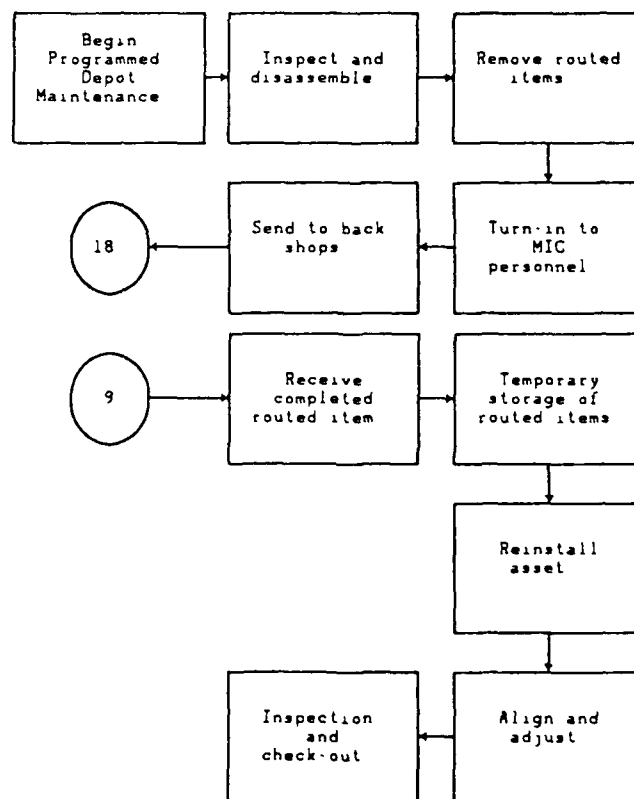 Begin
Programmed
Depot
Maintenance
Inspect and
disassemble
Remove routed
items
18
Send to back
shops
Turn-in to
MIC
personnel
9
Receive
completed
routed item
Temporary
storage of
routed items
Reinstall
asset
Inspection
and
check-out
Align and
adjust